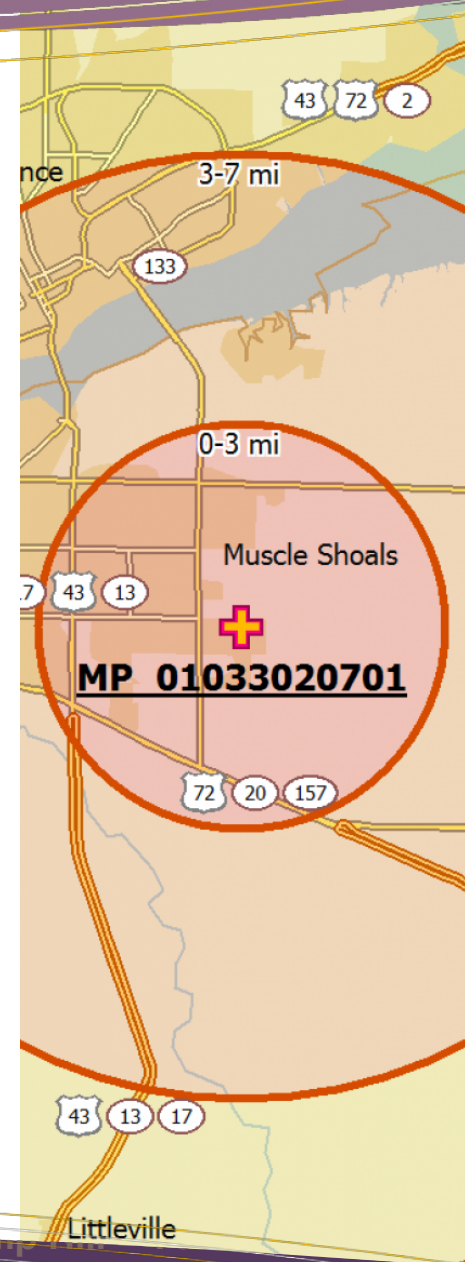 43 72 2
nce
3-7 mi
133
0-3 mi
Muscle Shoals
7 43 13
MP 01033020701
72 20 157
43 13 17
Littleville